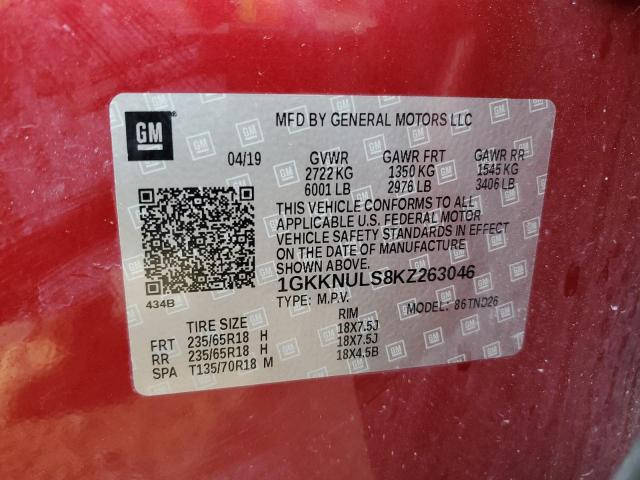 GM
MFD BY GENERAL MOTORS LLC
04/19 GVWR GAWR FRT GAWR RR
2722 KG 1350 KG 1545 KG
6001 LB 2976 LB 3406 LB
THIS VEHICLE CONFORMS TO ALL
APPLICABLE U.S. FEDERAL MOTOR
VEHICLE SAFETY STANDARDS IN EFFECT
ON THE DATE OF MANUFACTURE
SHOWN ABOVE.
1GKKNULS8KZ263046
434B
TYPE: M.P.V. MODEL: 86TND26
TIRE SIZE RIM
FRT 235/65R18 H 18X7.5J
RR 235/65R18 H 18X7.5J
SPA T135/70R18 M 18X4.5B